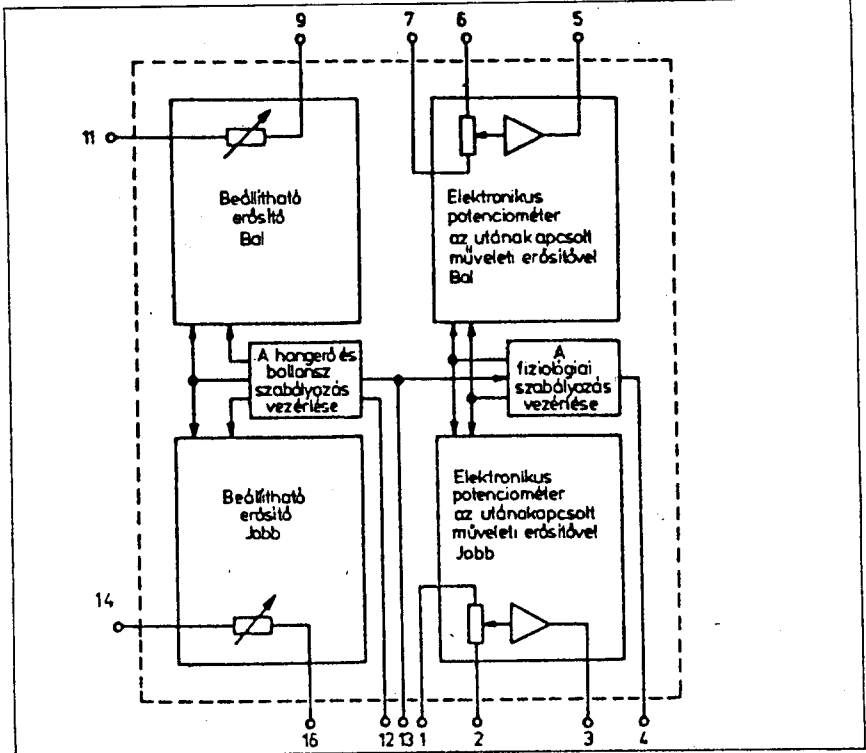 9
7
6
5
11
Beállítható
erősítő
Bal
Elektronikus
potenciométer
az utánakapcsolt
műveleti erősítővel
Bal
A hangerő és
ballansz
szabályozás
vezérlése
A
fiziológiai
szabályozás
vezérlése
Beállítható
erősítő
Jobb
Elektronikus
potenciométer
az utánakapcsolt
műveleti erősítővel
Jobb
14
16
12
13
1
2
3
4